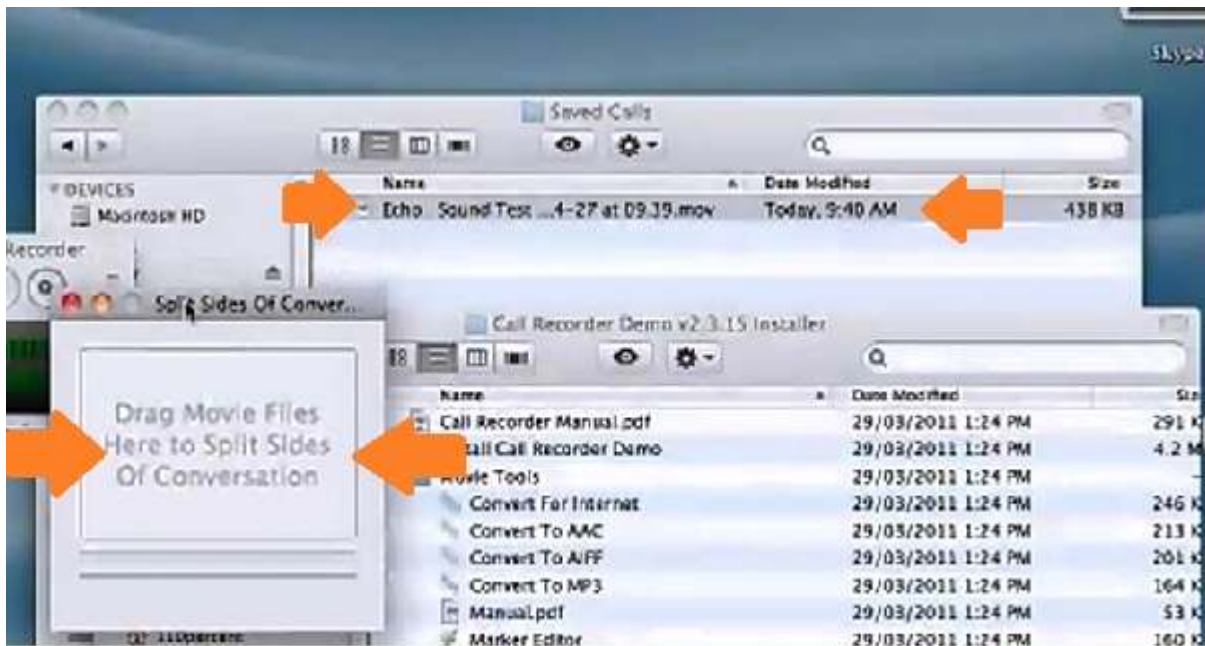 Skype
Saved Calls
Name Date Modified Size
DEVICES
Macintosh HD
Echo Sound Test ...4-27 at 09.39.mov Today, 9:40 AM 438 KB
Recorder
Split Sides Of Conver...
Call Recorder Demo v2.3.15 Installer
Name Date Modified
Drag Movie Files
Here to Split Sides
Of Conversation
Call Recorder Manual.pdf 29/03/2011 1:24 PM 291 K
tall Call Recorder Demo 29/03/2011 1:24 PM 4.2 M
Movie Tools 29/03/2011 1:24 PM
Convert For Internet 29/03/2011 1:24 PM 246 K
Convert To AAC 29/03/2011 1:24 PM 213 K
Convert To AIFF 29/03/2011 1:24 PM 201 K
Convert To MP3 29/03/2011 1:24 PM 164 K
Manual.pdf 29/03/2011 1:24 PM 53 K
Marker Editor 29/03/2011 1:24 PM 160 K